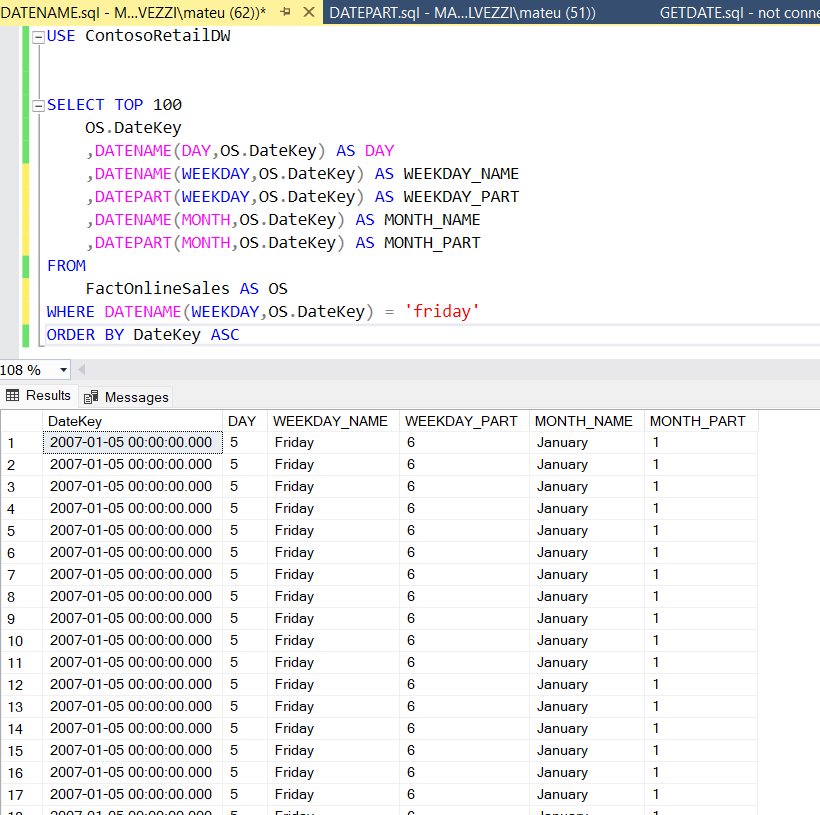 DATENAME.sql - M...VEZZI\mateu (62))* DATEPART.sql - MA...LVEZZI\mateu (51)) GETDATE.sql - not conne
USE ContosoRetailDW
SELECT TOP 100
OS.DateKey
,DATENAME(DAY,OS.DateKey) AS DAY
,DATENAME(WEEKDAY,OS.DateKey) AS WEEKDAY_NAME
,DATEPART(WEEKDAY,OS.DateKey) AS WEEKDAY_PART
,DATENAME(MONTH,OS.DateKey) AS MONTH_NAME
,DATEPART(MONTH,OS.DateKey) AS MONTH_PART
FROM
FactOnlineSales AS OS
WHERE DATENAME(WEEKDAY,OS.DateKey) = 'friday'
ORDER BY DateKey ASC
108 %
Results Messages
DateKey DAY WEEKDAY_NAME WEEKDAY_PART MONTH_NAME MONTH_PART
1 2007-01-05 00:00:00.000 5 Friday 6 January 1
2 2007-01-05 00:00:00.000 5 Friday 6 January 1
3 2007-01-05 00:00:00.000 5 Friday 6 January 1
4 2007-01-05 00:00:00.000 5 Friday 6 January 1
5 2007-01-05 00:00:00.000 5 Friday 6 January 1
6 2007-01-05 00:00:00.000 5 Friday 6 January 1
7 2007-01-05 00:00:00.000 5 Friday 6 January 1
8 2007-01-05 00:00:00.000 5 Friday 6 January 1
9 2007-01-05 00:00:00.000 5 Friday 6 January 1
10 2007-01-05 00:00:00.000 5 Friday 6 January 1
11 2007-01-05 00:00:00.000 5 Friday 6 January 1
12 2007-01-05 00:00:00.000 5 Friday 6 January 1
13 2007-01-05 00:00:00.000 5 Friday 6 January 1
14 2007-01-05 00:00:00.000 5 Friday 6 January 1
15 2007-01-05 00:00:00.000 5 Friday 6 January 1
16 2007-01-05 00:00:00.000 5 Friday 6 January 1
17 2007-01-05 00:00:00.000 5 Friday 6 January 1